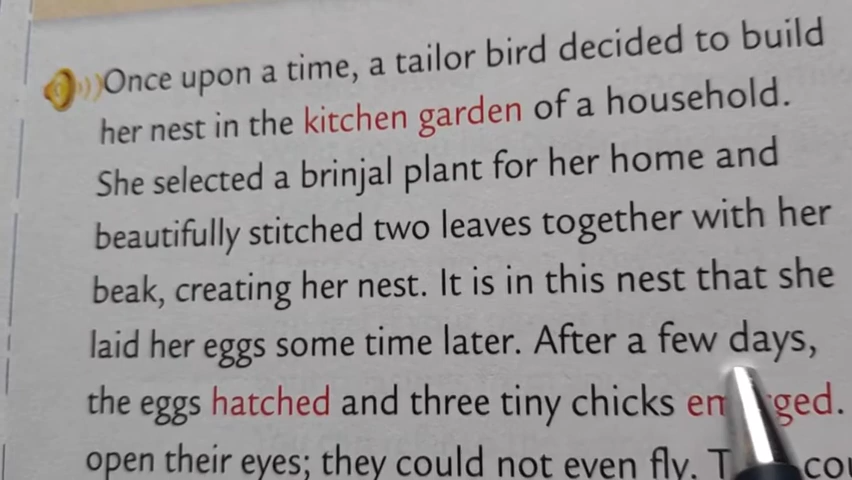 Once upon a time, a tailor bird decided to build
her nest in the kitchen garden of a household.
She selected a brinjal plant for her home and
beautifully stitched two leaves together with her
beak, creating her nest. It is in this nest that she
laid her eggs some time later. After a few days,
the eggs hatched and three tiny chicks
open their eyes; they could not even fly.